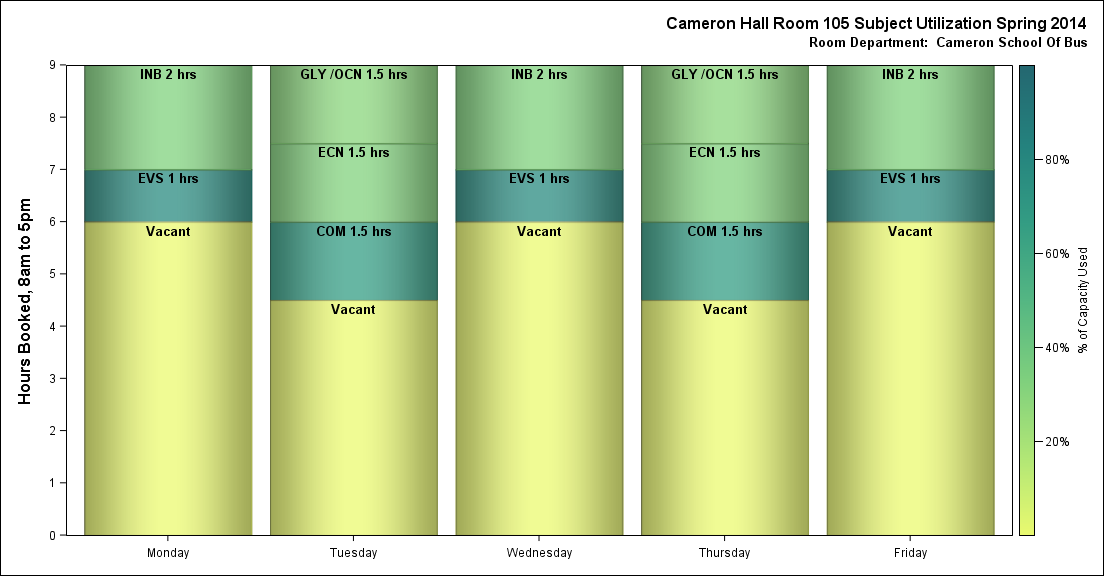 Cameron Hall Room 105 Subject Utilization Spring 2014
Room Department:  Cameron School Of Bus
Hours Booked, 8am to 5pm
9
8
7
6
5
4
3
2
1
0
INB 2 hrs
EVS 1 hrs
Vacant
GLY /OCN 1.5 hrs
ECN 1.5 hrs
COM 1.5 hrs
Vacant
INB 2 hrs
EVS 1 hrs
Vacant
GLY /OCN 1.5 hrs
ECN 1.5 hrs
COM 1.5 hrs
Vacant
INB 2 hrs
EVS 1 hrs
Vacant
Monday
Tuesday
Wednesday
Thursday
Friday
80%
60%
40%
20%
% of Capacity Used